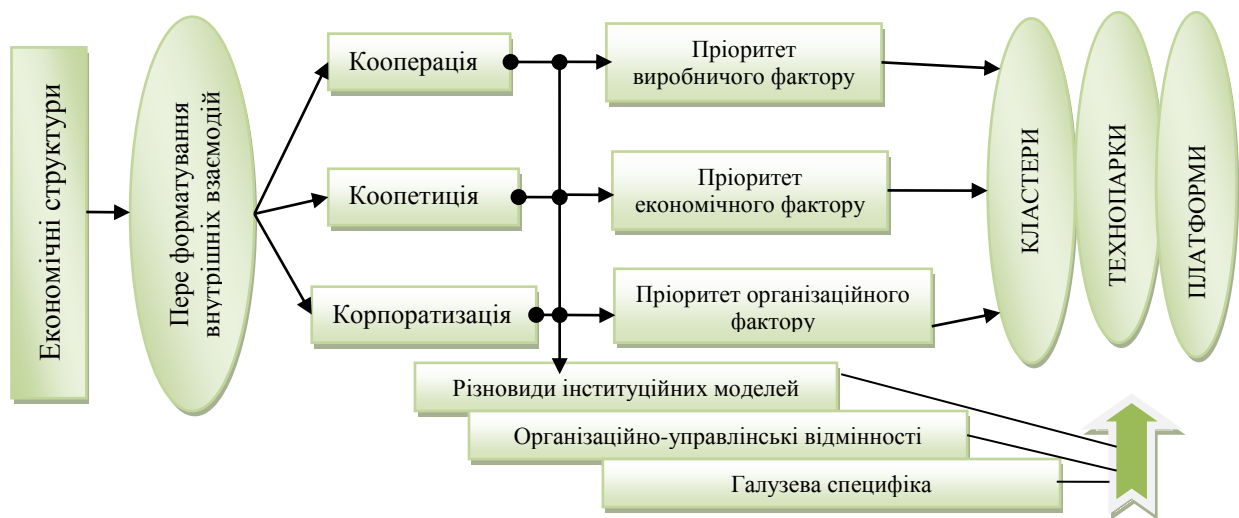 Економічні структури
Пере форматування
внутрішніх взаємодій
Кооперація
Коопетиція
Корпоратизація
Пріоритет
виробничого фактору
Пріоритет
економічного фактору
Пріоритет організаційного
фактору
КЛАСТЕРИ
ТЕХНОПАРКИ
ПЛАТФОРМИ
Різновиди інституційних моделей
Організаційно-управлінські відмінності
Галузева специфіка